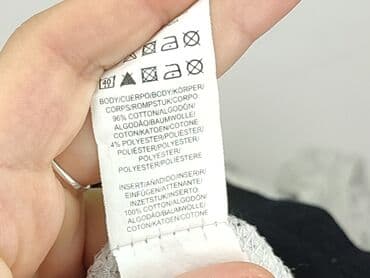 40
BODY/CUERPO/BODY/KÖRPER/
CORPS/ROMPSTUK/CORPO
96% COTTON/ALGODÓN/
ALGODÃO/BAUMWOLLE/
COTON/KATOEN/COTONE
4% POLYESTER/POLIÉSTER/
POLIÉSTER/POLYESTER/
POLYESTER/
POLYESTER/POLIESTERE
INSERT/AÑADIDO/INSERI/
EINFÜGEN/ATTENANTE/
INZETSTUK/INSERTO
100% COTTON/ALGODÓN/
ALGODÃO/BAUMWOLLE/
COTON/KATOEN/COTONE